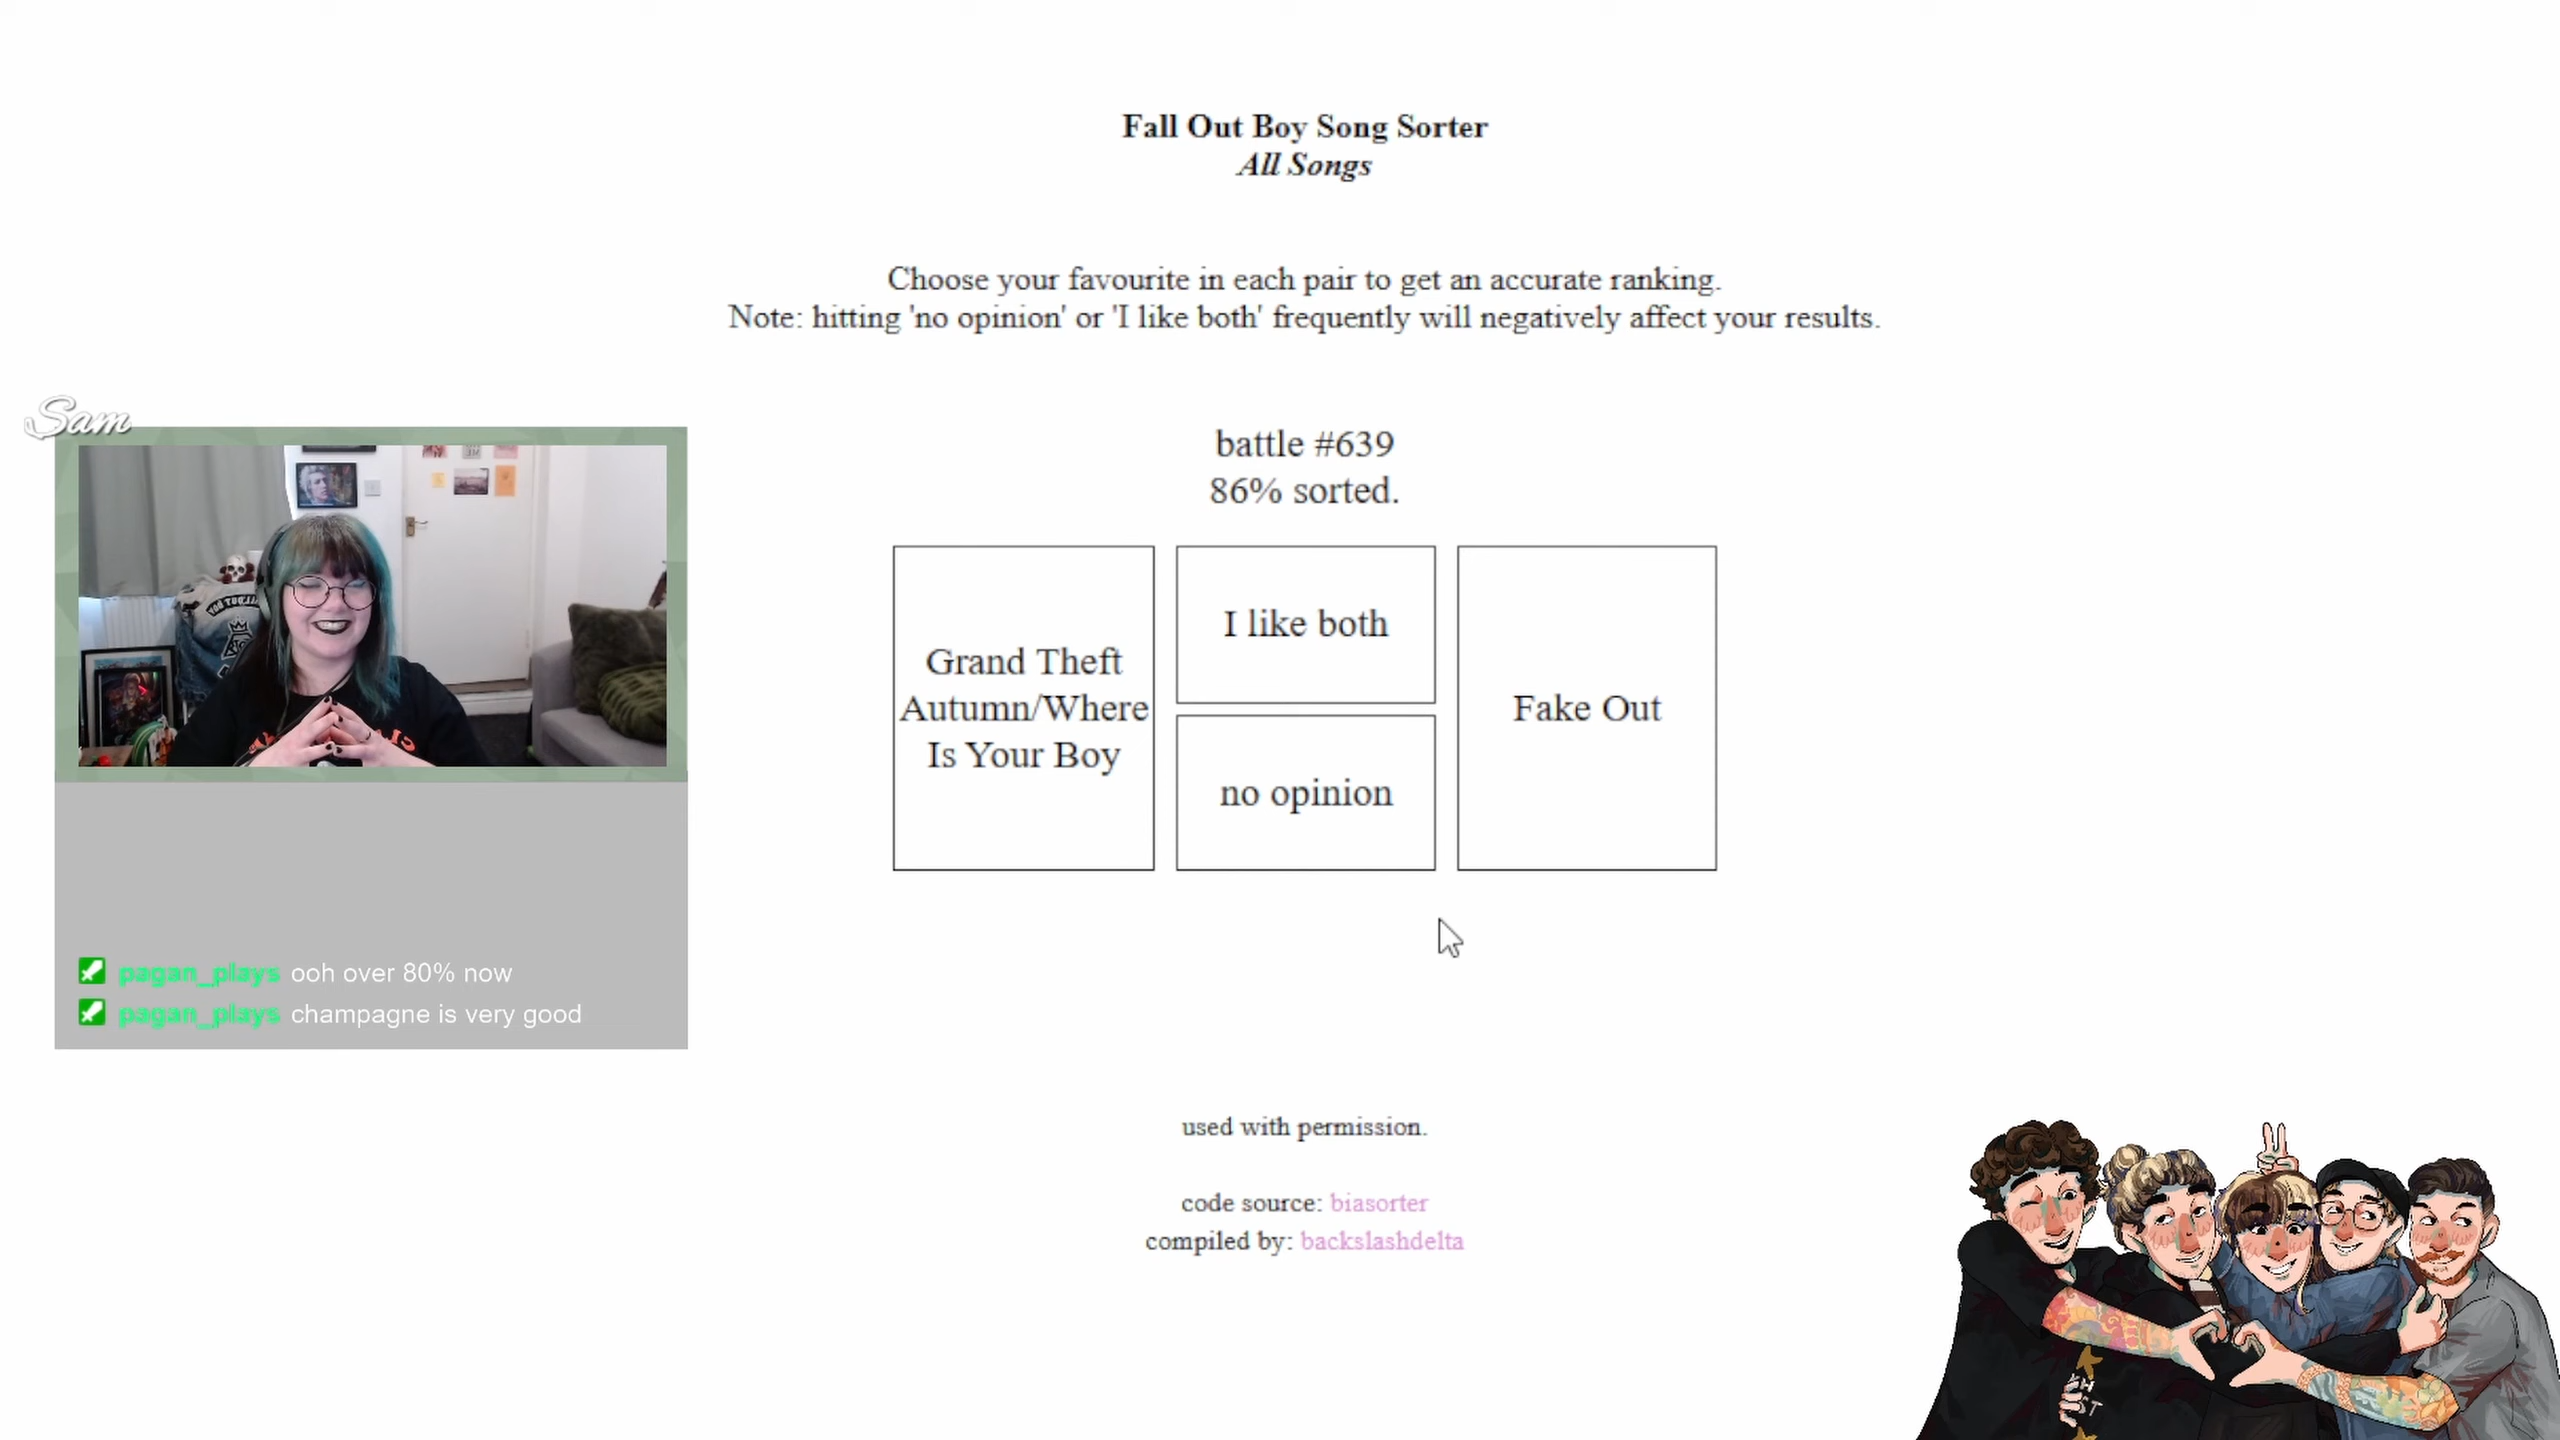 Fall Out Boy Song Sorter
All Songs
Choose your favourite in each pair to get an accurate ranking.
Note: hitting 'no opinion' or 'I like both' frequently will negatively affect your results.
Sam
battle #639
86% sorted.
Grand Theft
Autumn/Where
Is Your Boy
I like both
no opinion
Fake Out
pagan_plays ooh over 80% now
pagan_plays champagne is very good
used with permission.
code source: biasorter
compiled by: backslashdelta